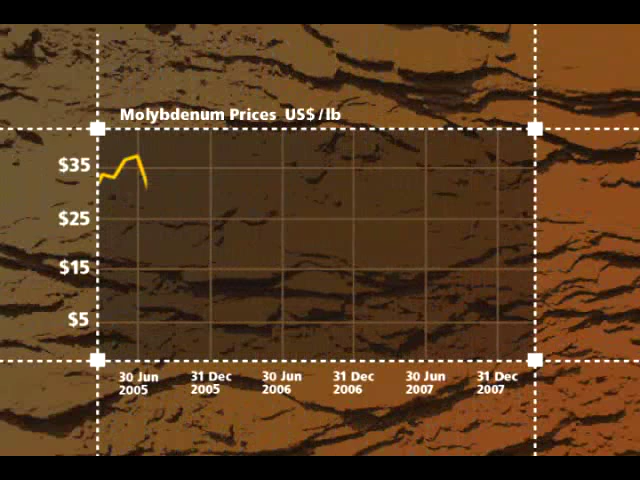 Molybdenum Prices US$/lb
$35
$25
$15
$5
30 Jun 2005
31 Dec 2005
30 Jun 2006
31 Dec 2006
30 Jun 2007
31 Dec 2007